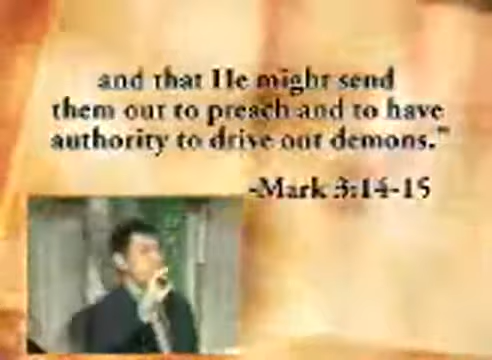 and that He might send
them out to preach and to have
authority to drive out demons."
-Mark 3:14-15